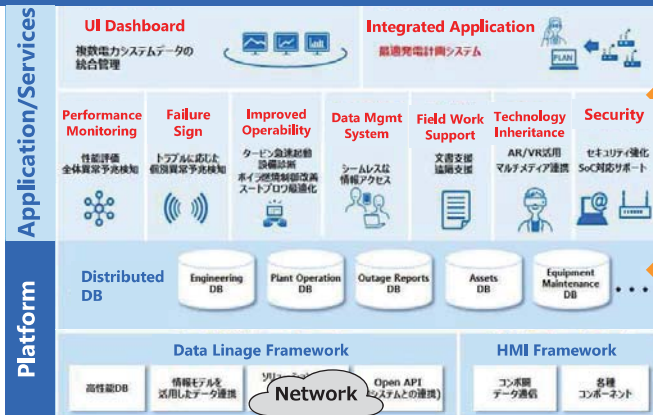 Application/Services
UI Dashboard
複数電力システムデータの
統合管理
Integrated Application
最適発電計画システム
PLAN
Performance
Monitoring
性能評価
全体異常予兆検知
Failure
Sign
トラブルに応じた
個別異常予兆検知
Improved
Operability
タービン急速起動
設備診断
ボイラ燃焼制御改善
スートブロワ最適化
Data Mgmt
System
シームレスな
情報アクセス
Field Work
Support
文書支援
遠隔支援
Technology
Inheritance
AR/VR活用
マルチメディア連携
Security
セキュリティ強化
SoC対応サポート
Platform
Distributed
DB
Engineering
DB
Plant Operation
DB
Outage Reports
DB
Assets
DB
Equipment
Maintenance
DB
Data Linage Framework
高性能DB
情報モデルを
活用したデータ連携
Network
Open API
システムとの連携)
HMI Framework
コンポ間
データ通信
各種
コンポーネント